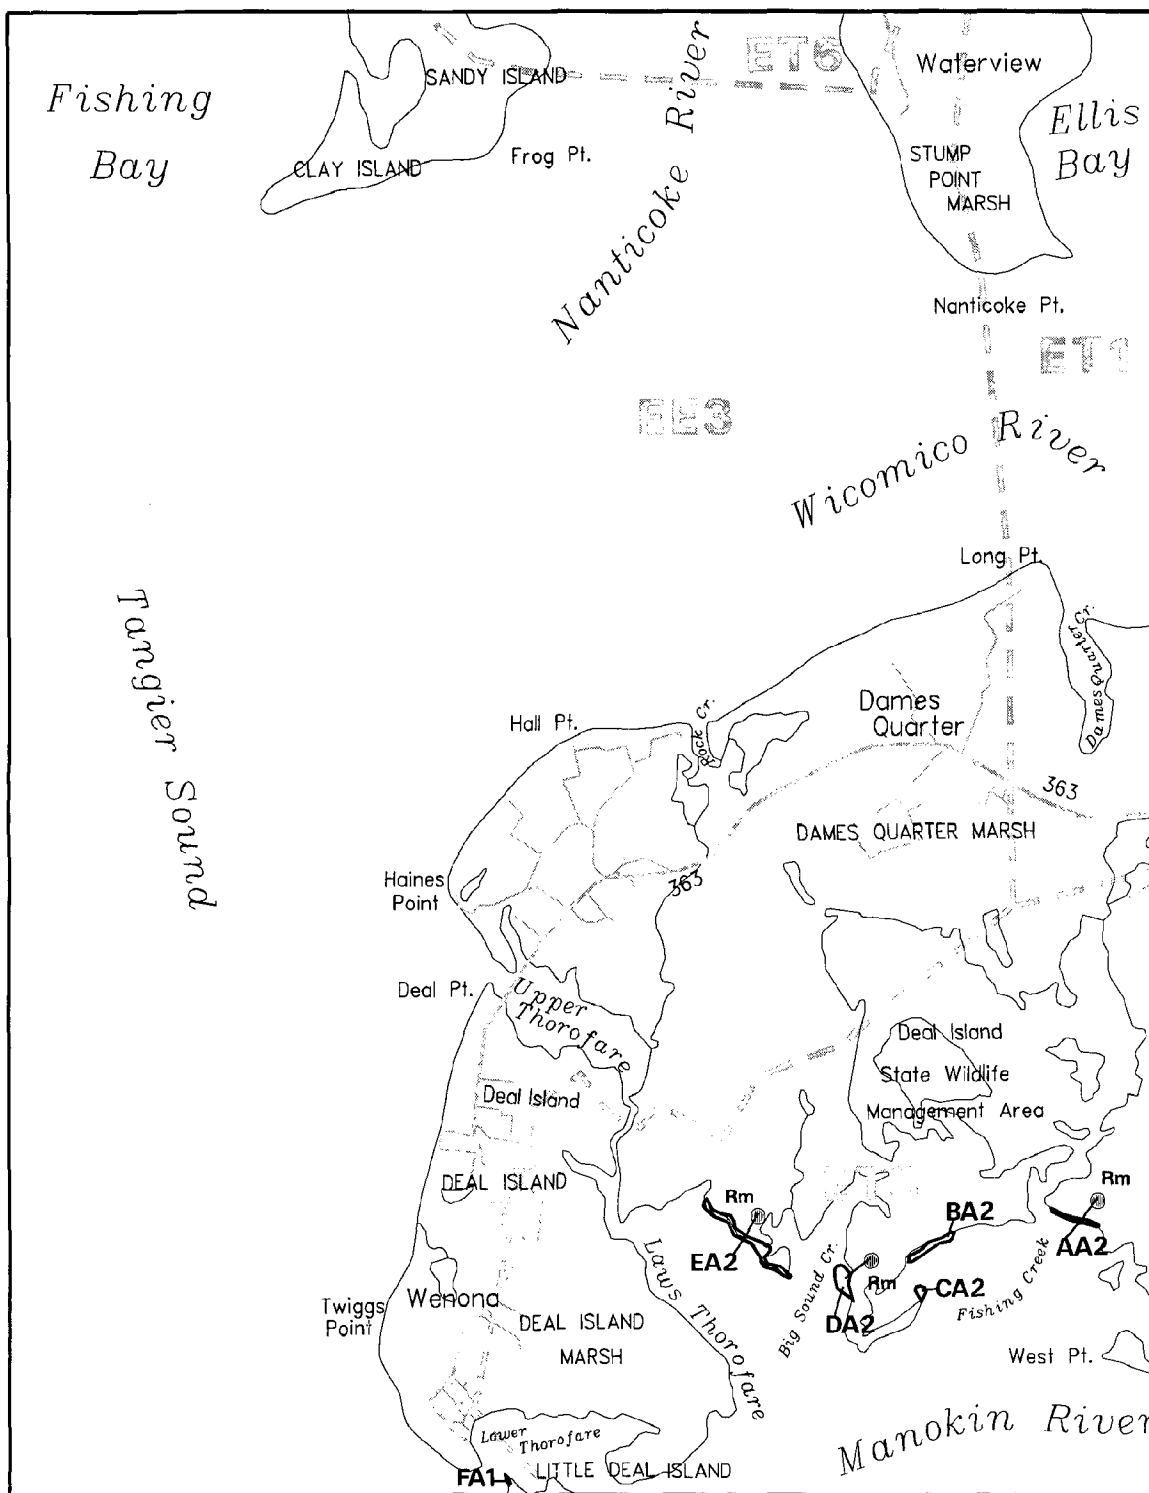 ET6
Waterview
SANDY ISLAND
Fishing
Bay
Ellis
Bay
Nanticoke River
Frog Pt.
CLAY ISLAND
STUMP
POINT
MARSH
Nanticoke Pt.
ET1
EE3
Wicomico River
Long Pt.
Tangier Sound
Dames Quarter Cr.
Dames
Quarter
Rock Cr.
Hall Pt.
363
DAMES QUARTER MARSH
363
Haines
Point
Deal Pt.
Upper
Thorofare
Deal Island
State Wildlife
Management Area
Deal Island
DEAL ISLAND
Rm
Rm
BA2
AA2
EA2
Laws Thorofare
Big Sound Cr.
Rm
CA2
Fishing Creek
DA2
Wenona
Twiggs
Point
DEAL ISLAND
MARSH
West Pt.
Manokin River
Lower
Thorofare
FA1
LITTLE DEAL ISLAND